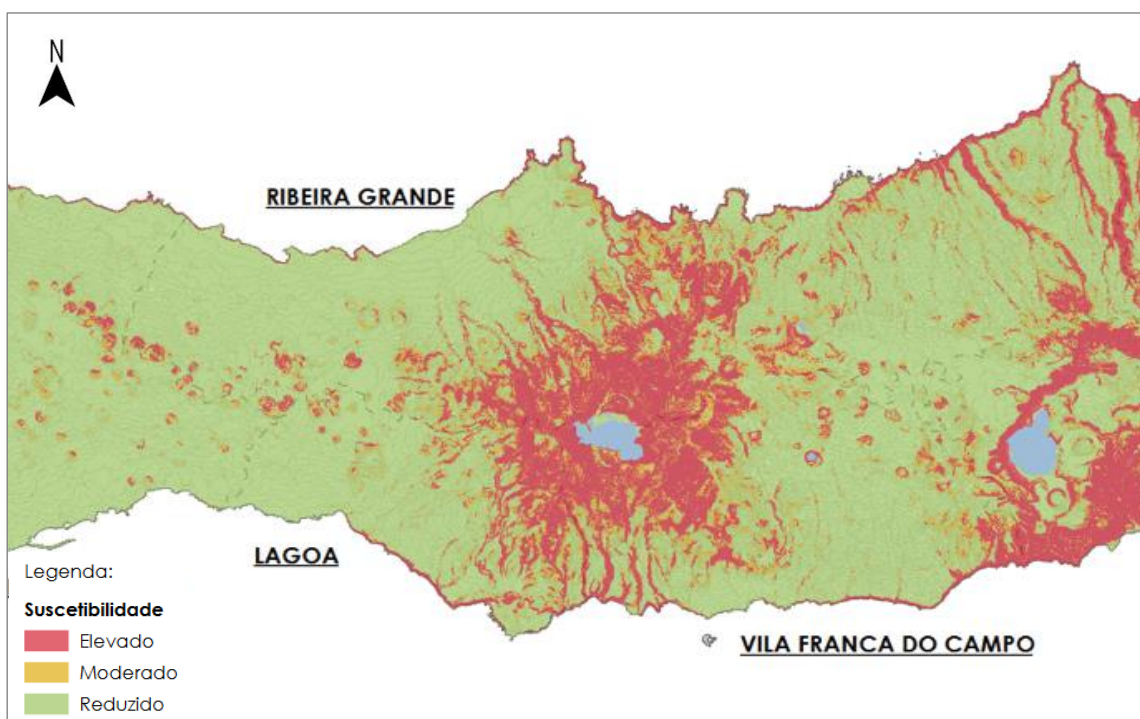 N
RIBEIRA GRANDE
LAGOA
VILA FRANCA DO CAMPO
Legenda:
Suscetibilidade
Elevado
Moderado
Reduzido